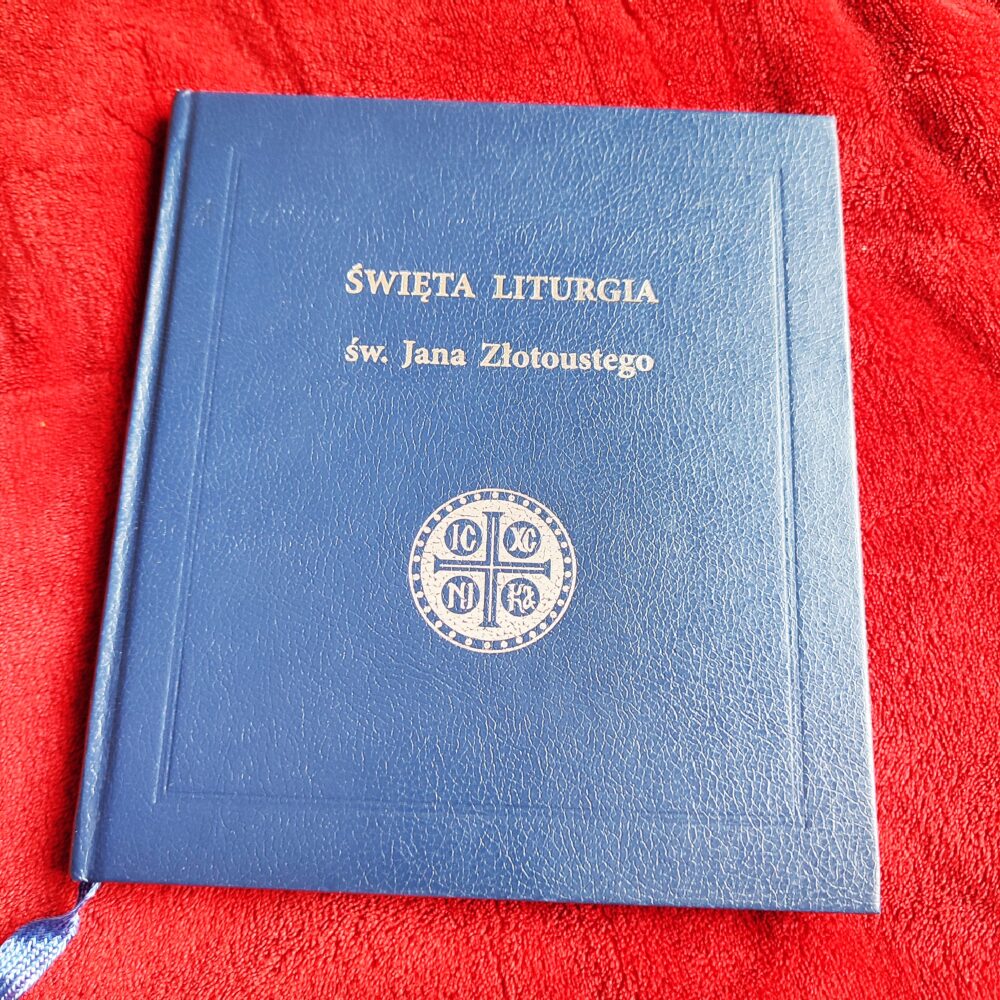 ŚWIĘTA LITURGIA
św. Jana Złotoustego
IC XC
NI KA